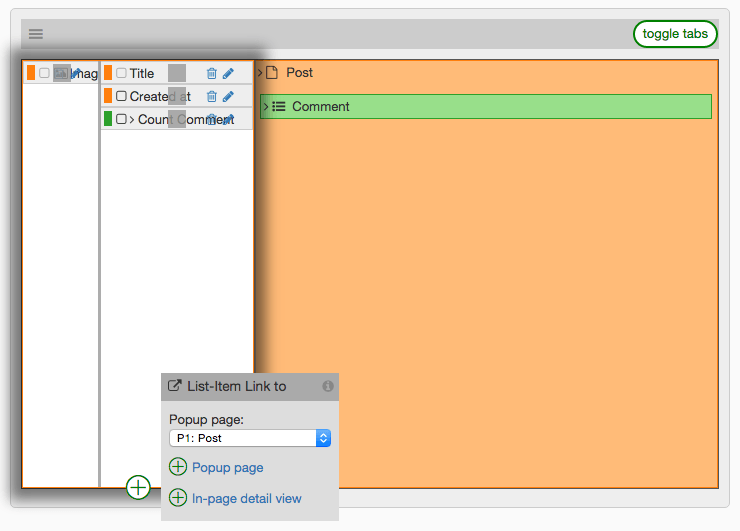 toggle tabs
Imag
Title
Post
Created at
Comment
Count Comment
List-Item Link to
Popup page:
P1: Post
Popup page
In-page detail view